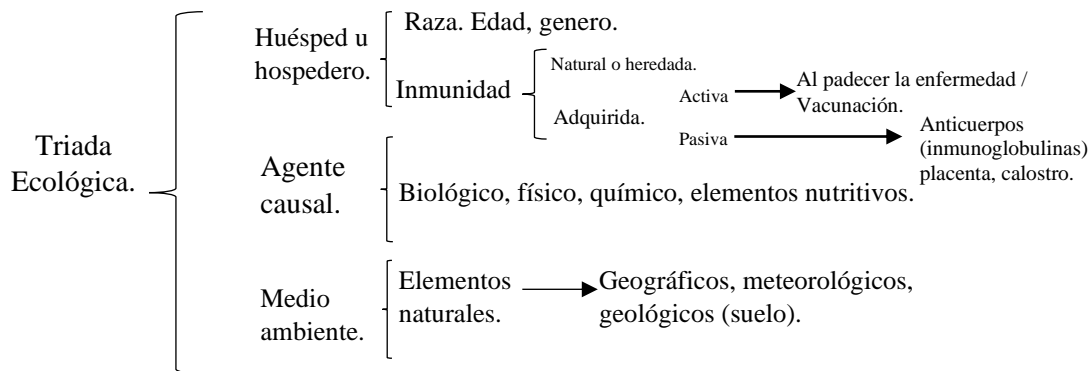 Triada
Ecológica.
Huésped u
hospedero.
Raza. Edad, genero.
Inmunidad
Natural o heredada.
Adquirida.
Activa
Al padecer la enfermedad /
Vacunación.
Pasiva
Anticuerpos
(inmunoglobulinas)
placenta, calostro.
Agente
causal.
Biológico, físico, químico, elementos nutritivos.
Medio
ambiente.
Elementos
naturales.
Geográficos, meteorológicos,
geológicos (suelo).